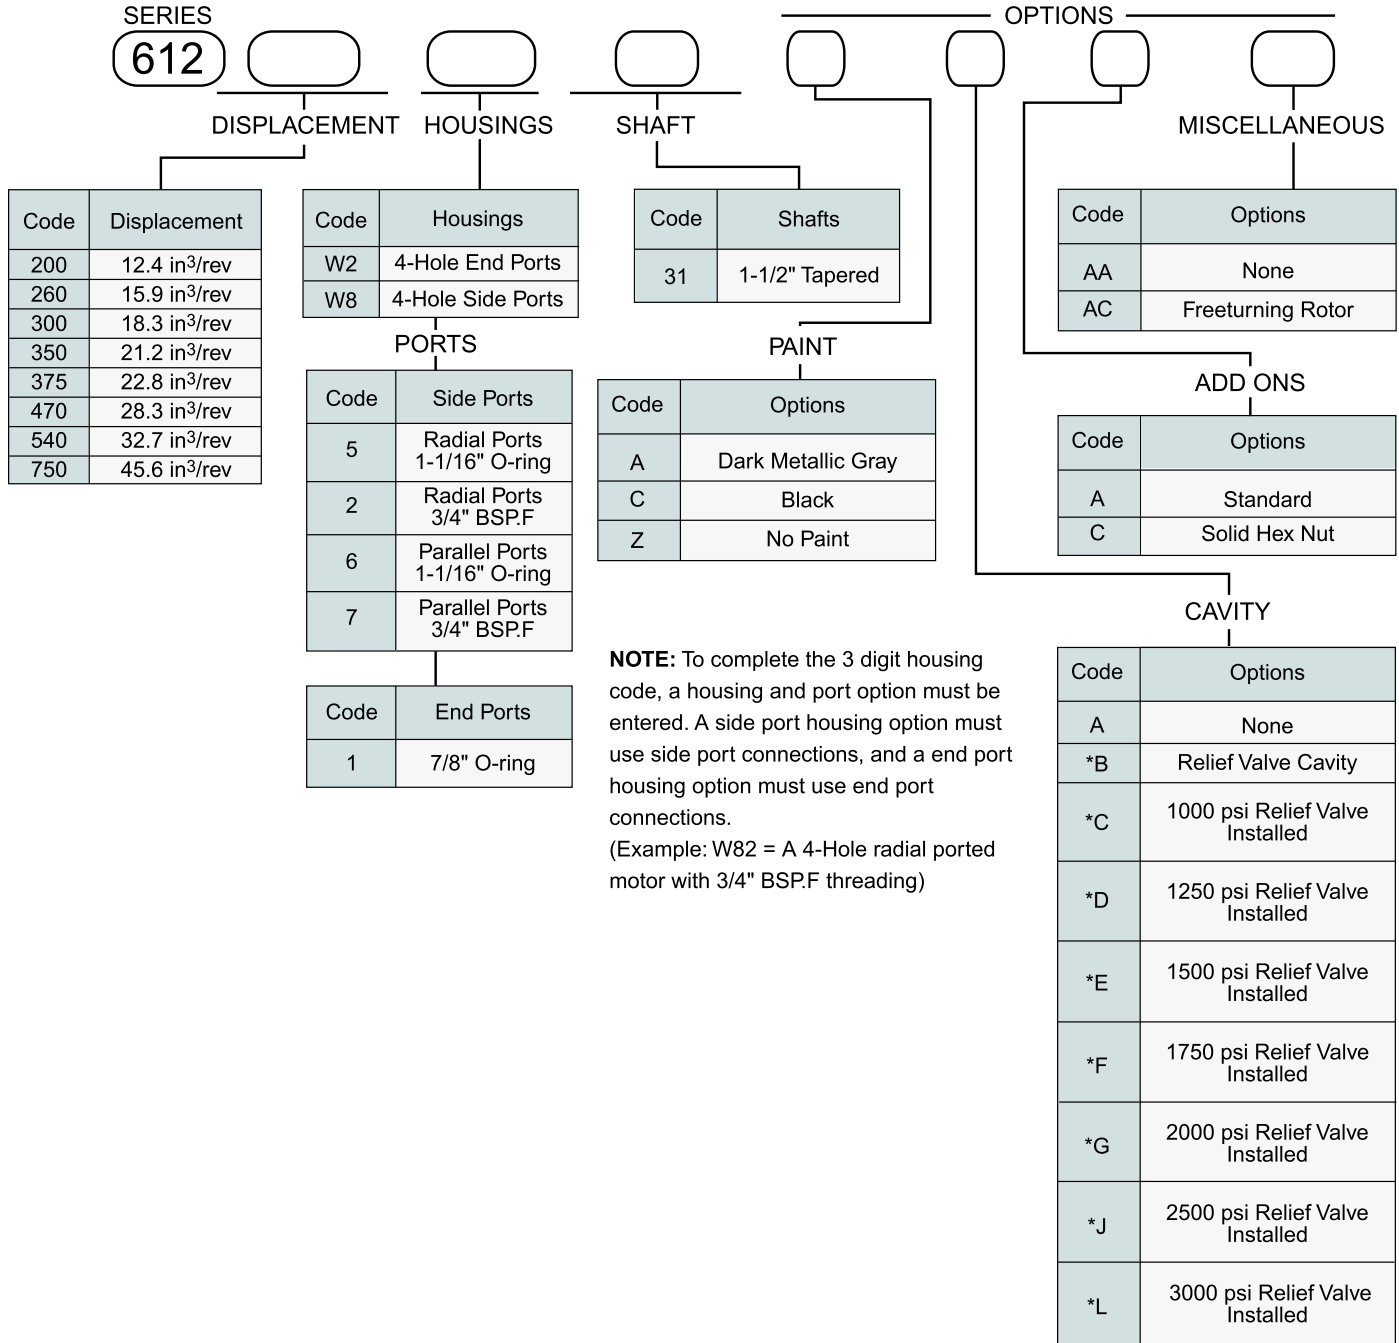 SERIES
OPTIONS
612
DISPLACEMENT
HOUSINGS
SHAFT
MISCELLANEOUS
Code Displacement
200 12.4 in³/rev
260 15.9 in³/rev
300 18.3 in³/rev
350 21.2 in³/rev
375 22.8 in³/rev
470 28.3 in³/rev
540 32.7 in³/rev
750 45.6 in³/rev
Code Housings
W2 4-Hole End Ports
W8 4-Hole Side Ports
PORTS
Code Side Ports
5 Radial Ports
1-1/16" O-ring
2 Radial Ports
3/4" BSP.F
6 Parallel Ports
1-1/16" O-ring
7 Parallel Ports
3/4" BSP.F
Code End Ports
1 7/8" O-ring
Code Shafts
31 1-1/2" Tapered
PAINT
Code Options
A Dark Metallic Gray
C Black
Z No Paint
NOTE: To complete the 3 digit housing
code, a housing and port option must be
entered. A side port housing option must
use side port connections, and a end port
housing option must use end port
connections.
(Example: W82 = A 4-Hole radial ported
motor with 3/4" BSP.F threading)
Code Options
AA None
AC Freeturning Rotor
ADD ONS
Code Options
A Standard
C Solid Hex Nut
CAVITY
Code Options
A None
*B Relief Valve Cavity
*C 1000 psi Relief Valve
Installed
*D 1250 psi Relief Valve
Installed
*E 1500 psi Relief Valve
Installed
*F 1750 psi Relief Valve
Installed
*G 2000 psi Relief Valve
Installed
*J 2500 psi Relief Valve
Installed
*L 3000 psi Relief Valve
Installed